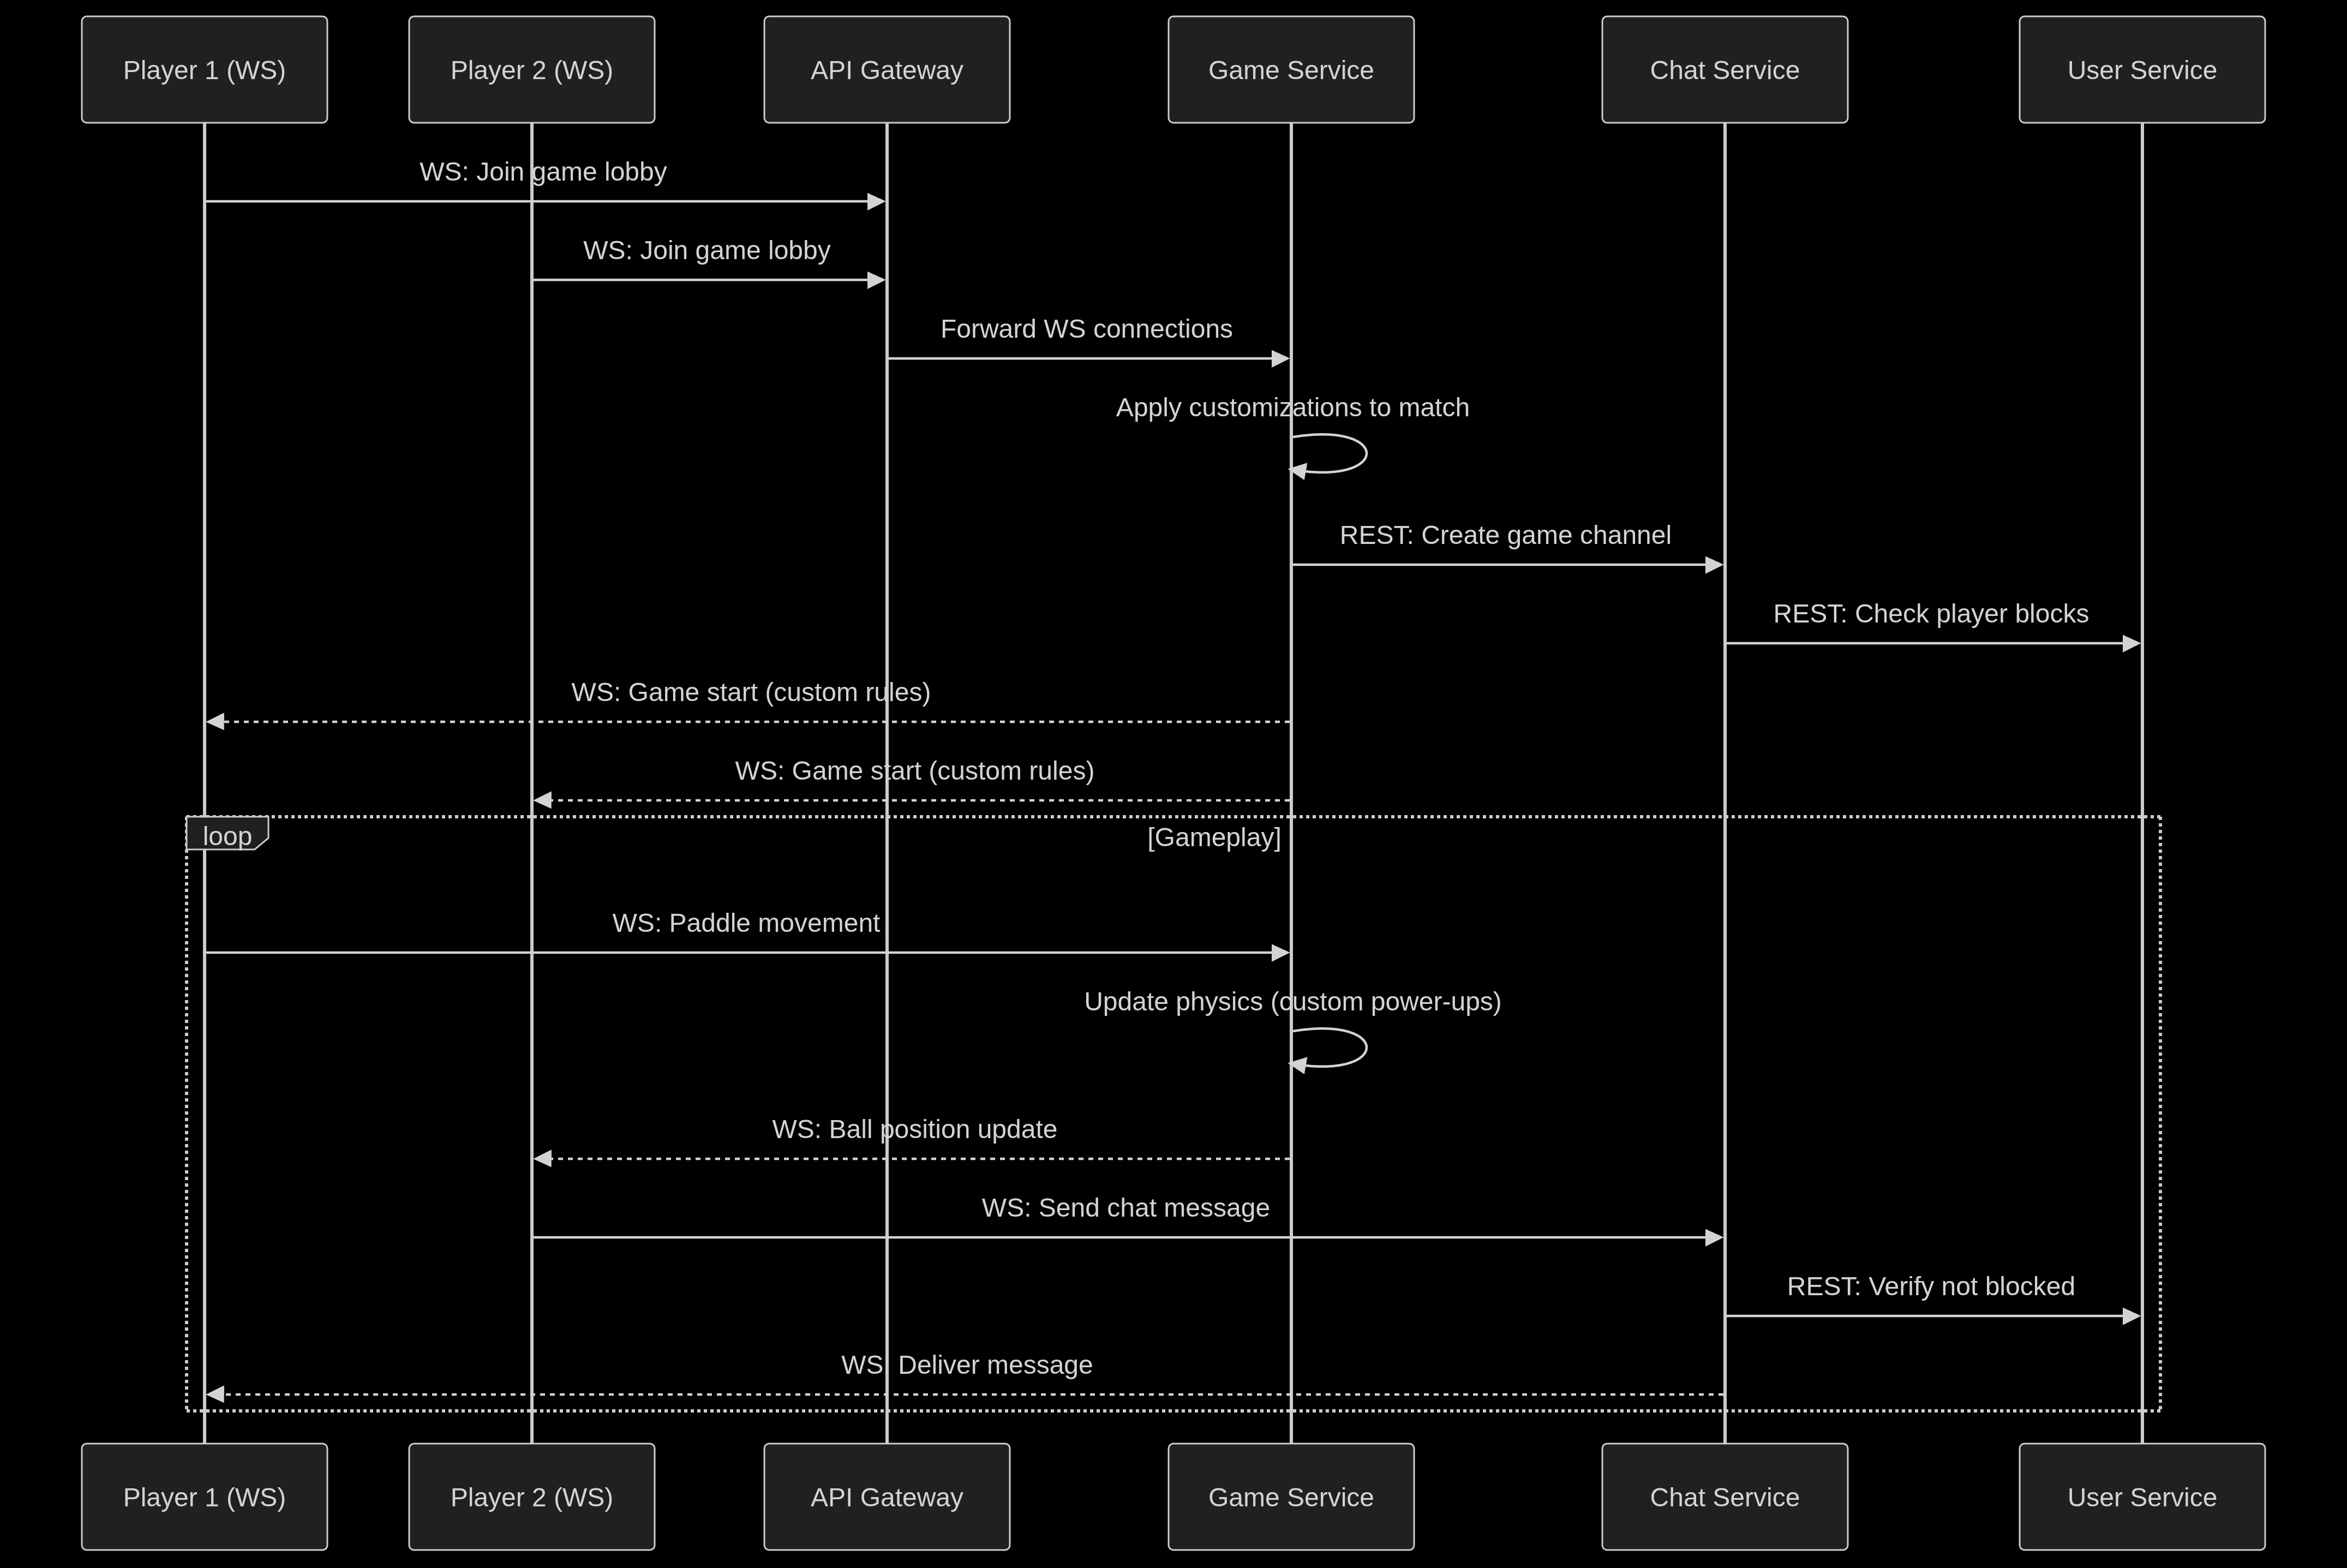 Player 1 (WS)
Player 2 (WS)
API Gateway
Game Service
Chat Service
User Service
WS: Join game lobby
WS: Join game lobby
Forward WS connections
Apply customizations to match
REST: Create game channel
REST: Check player blocks
WS: Game start (custom rules)
WS: Game start (custom rules)
loop
[Gameplay]
WS: Paddle movement
Update physics (custom power-ups)
WS: Ball position update
WS: Send chat message
REST: Verify not blocked
WS: Deliver message
Player 1 (WS)
Player 2 (WS)
API Gateway
Game Service
Chat Service
User Service